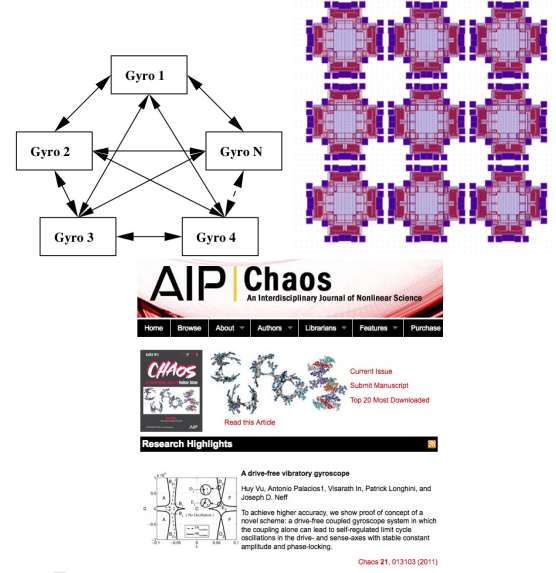 Gyro 1
Gyro 2
Gyro N
Gyro 3
Gyro 4
AIP Chaos
An Interdisciplinary Journal of Nonlinear Science
Home Browse About Authors Librarians Features Purchase
CHAOS
AIP
Current Issue
Submit Manuscript
Top 20 Most Downloaded
Read this Article
Research Highlights
A drive-free vibratory gyroscope
Huy Vu, Antonio Palacios1, Visarath In, Patrick Longhini, and
Joseph D. Neff
To achieve higher accuracy, we show proof of concept of a
novel scheme: a drive-free coupled gyroscope system in which
the coupling alone can lead to self-regulated limit cycle
oscillations in the drive- and sense-axes with stable constant
amplitude and phase-locking.
Chaos 21, 013103 (2011)